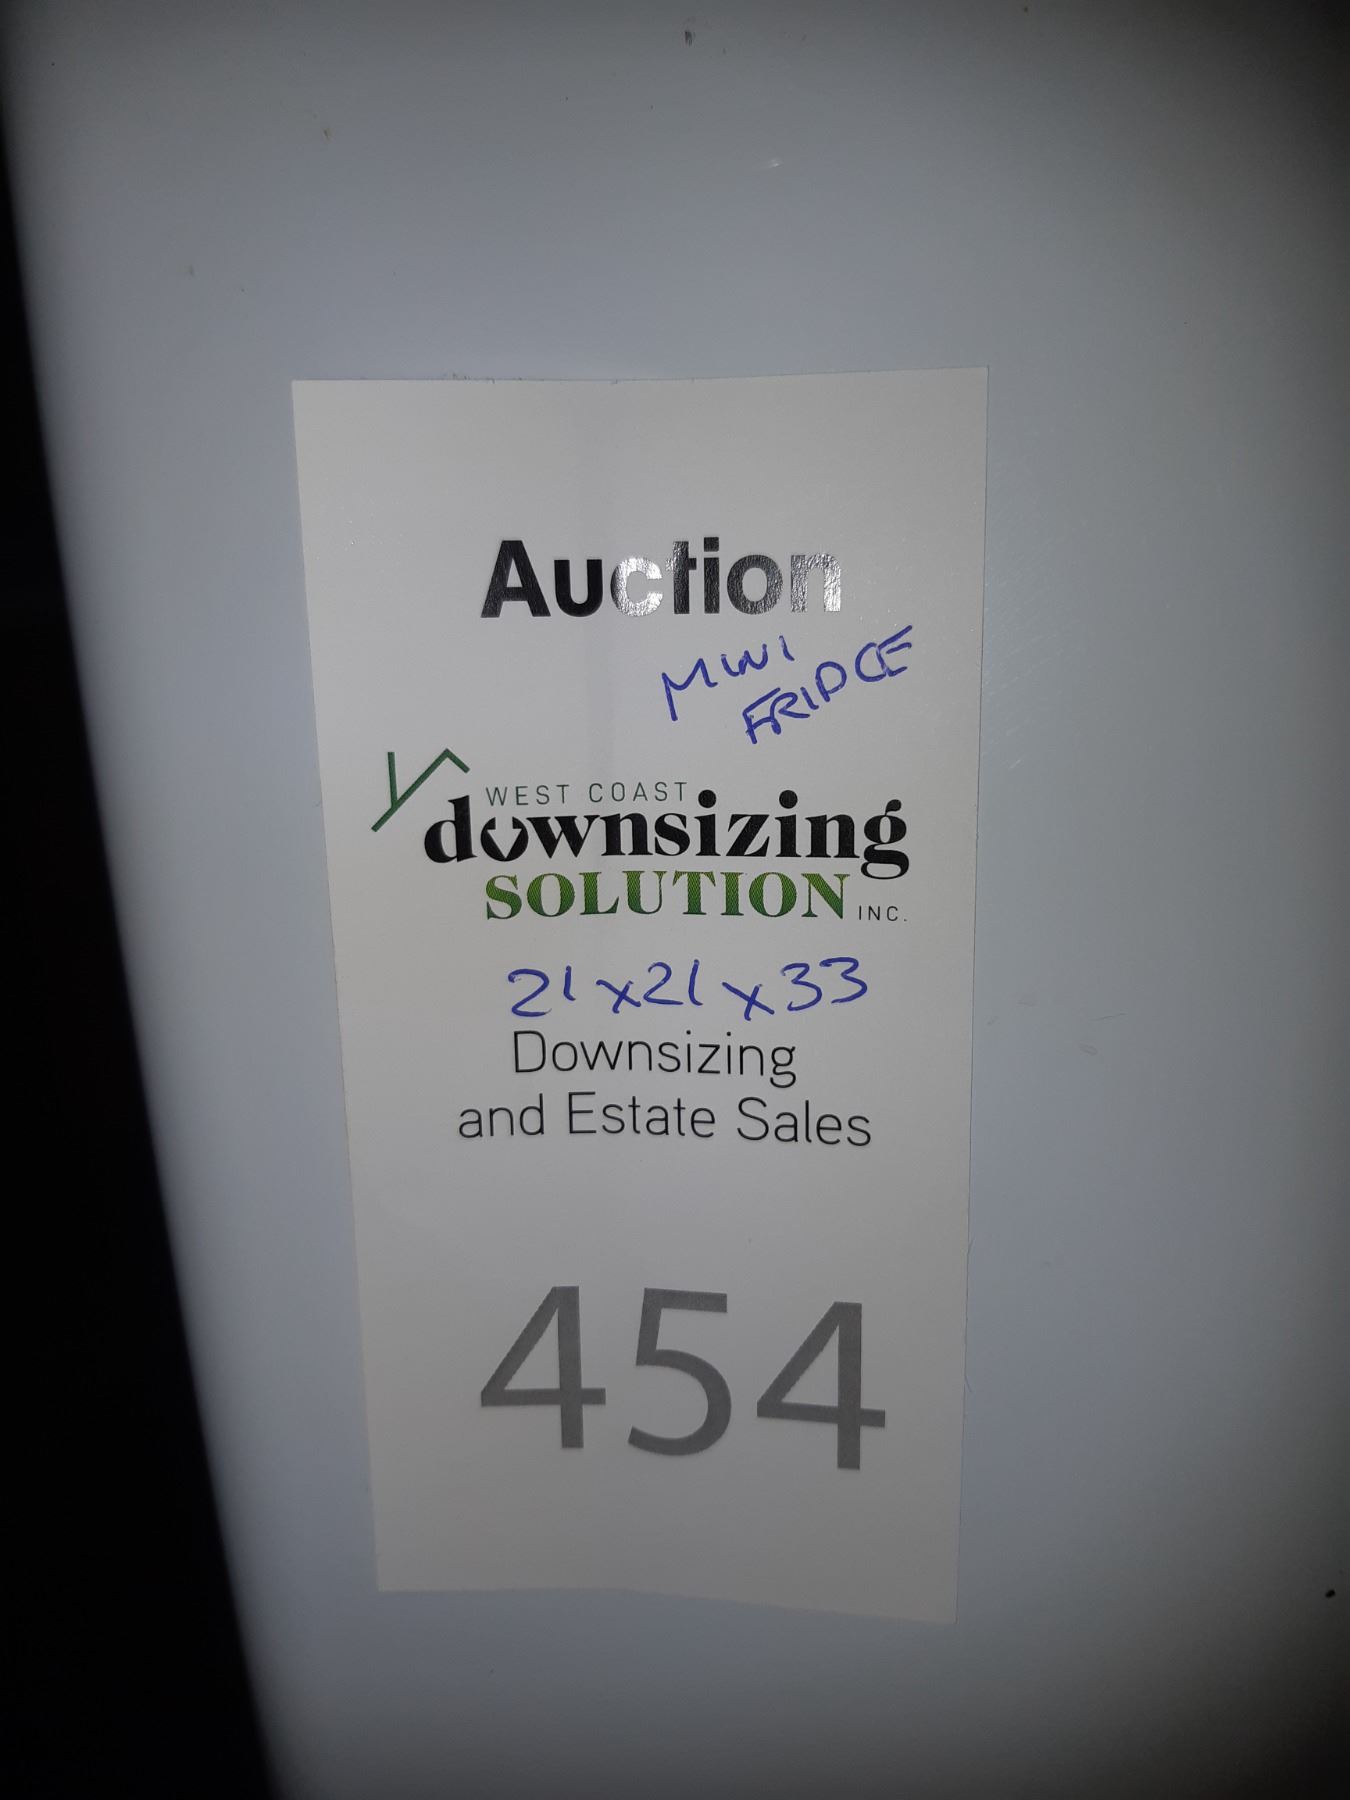 Auction
MINI
FRIDGE
WEST COAST
downsizing
SOLUTION INC.
21x21x33
Downsizing
and Estate Sales
454